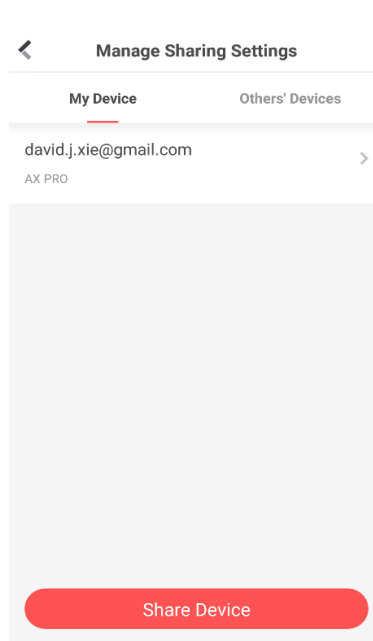 Manage Sharing Settings
My Device
Others' Devices
david.j.xie@gmail.com
AX PRO
Share Device